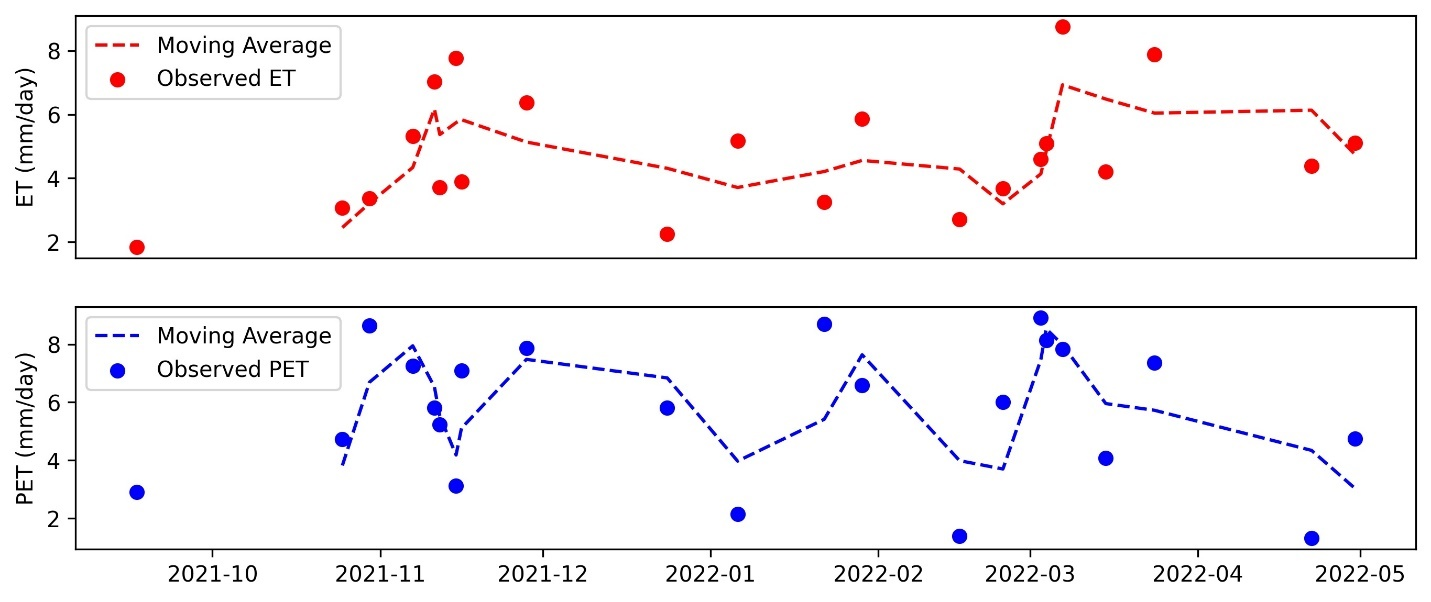 ET (mm/day)
8
6
4
2
Moving Average
Observed ET
PET (mm/day)
8
6
4
2
Moving Average
Observed PET
2021-10 2021-11 2021-12 2022-01 2022-02 2022-03 2022-04 2022-05